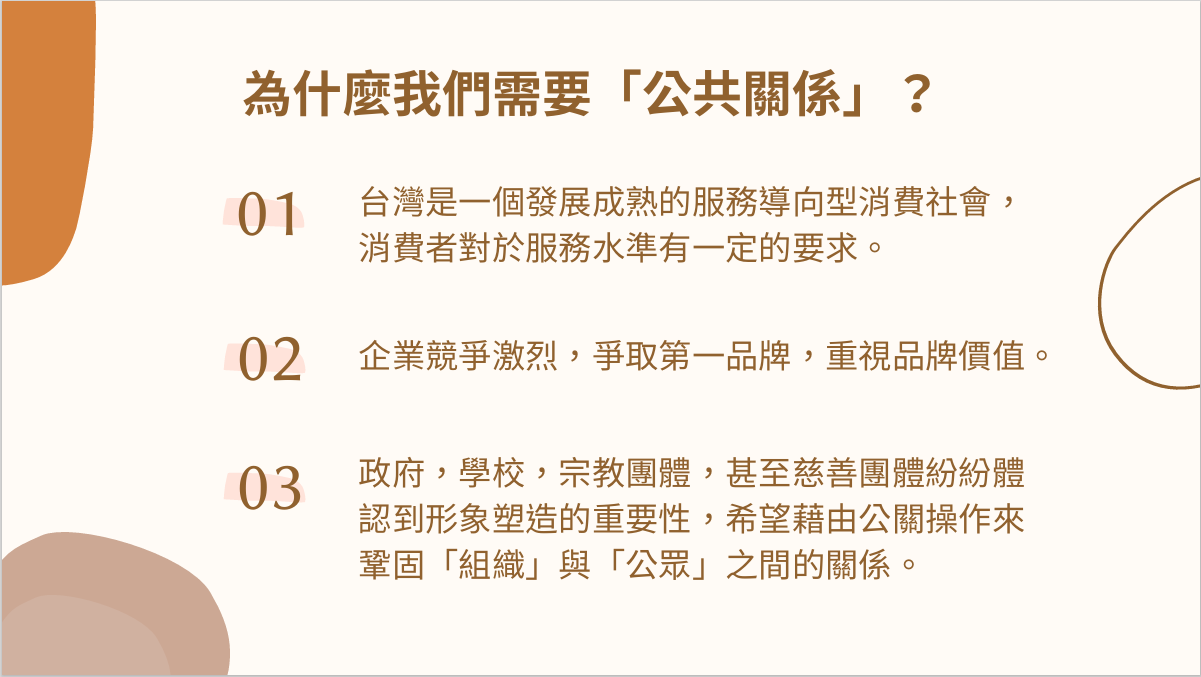 為什麼我們需要「公共關係」？
01
台灣是一個發展成熟的服務導向型消費社會，
消費者對於服務水準有一定的要求。
02
企業競爭激烈，爭取第一品牌，重視品牌價值。
03
政府，學校，宗教團體，甚至慈善團體紛紛體
認到形象塑造的重要性，希望藉由公關操作來
鞏固「組織」與「公眾」之間的關係。